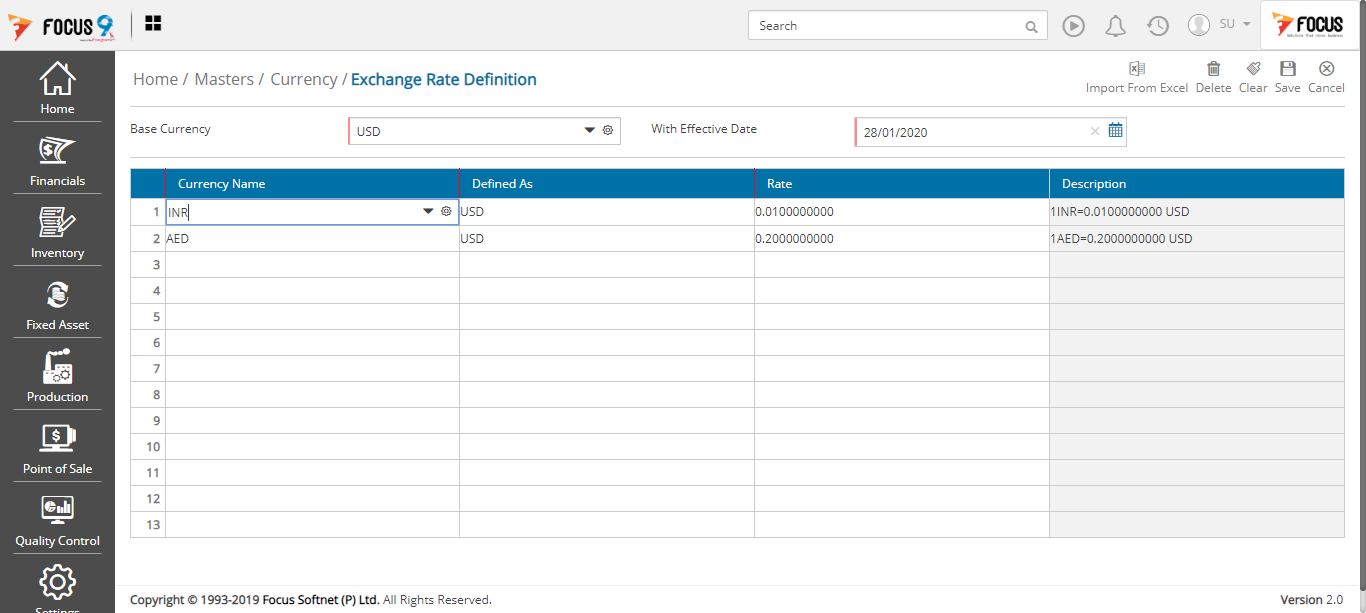 FOCUS 9
Search
SU
FOCUS
Home
Financials
Inventory
Fixed Asset
Production
Point of Sale
Quality Control
Settings
Home / Masters / Currency / Exchange Rate Definition
Import From Excel Delete Clear Save Cancel
Base Currency USD With Effective Date 28/01/2020
Currency Name Defined As Rate Description
1 INR USD 0.0100000000 1INR=0.0100000000 USD
2 AED USD 0.2000000000 1AED=0.2000000000 USD
3
4
5
6
7
8
9
10
11
12
13
Copyright © 1993-2019 Focus Softnet (P) Ltd. All Rights Reserved. Version 2.0